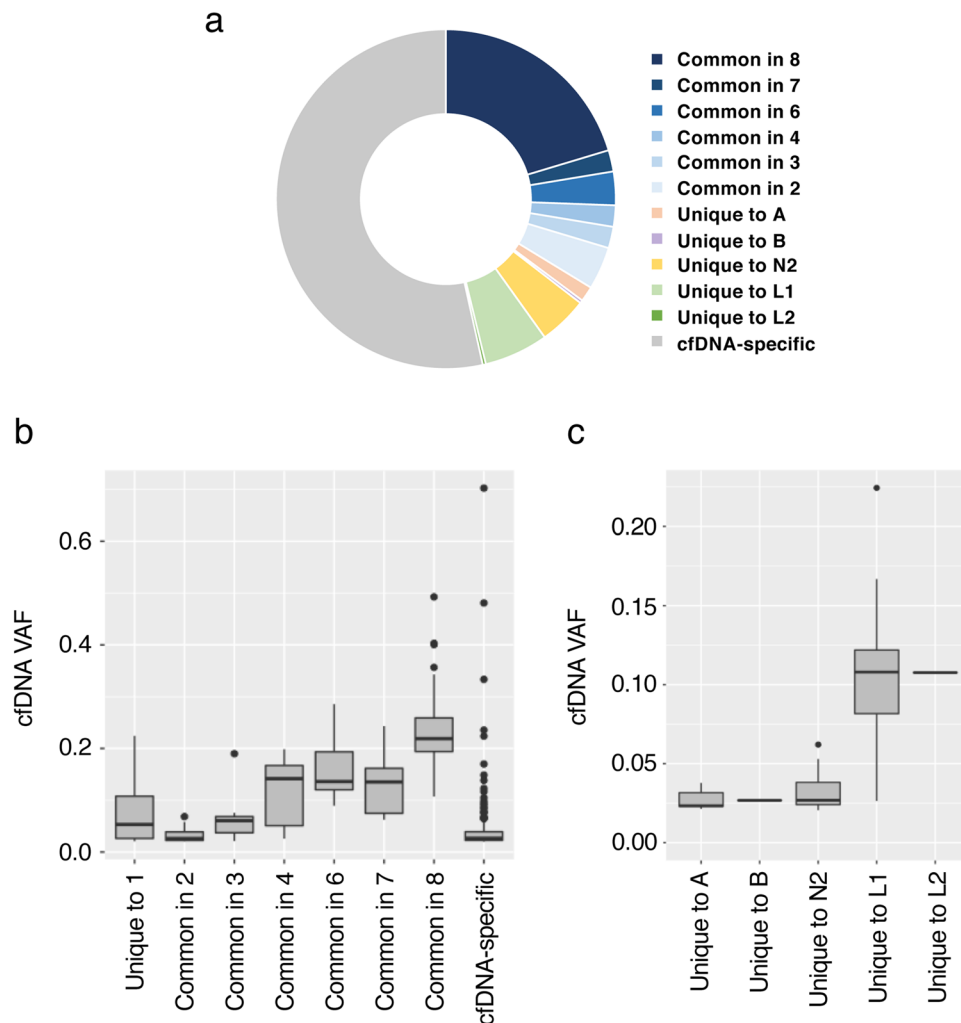 a
Common in 8
Common in 7
Common in 6
Common in 4
Common in 3
Common in 2
Unique to A
Unique to B
Unique to N2
Unique to L1
Unique to L2
cfDNA-specific
b
cfDNA VAF
0.6
0.4
0.2
0.0
Unique to 1
Common in 2
Common in 3
Common in 4
Common in 6
Common in 7
Common in 8
cfDNA-specific
c
cfDNA VAF
0.20
0.15
0.10
0.05
0.00
Unique to A
Unique to B
Unique to N2
Unique to L1
Unique to L2